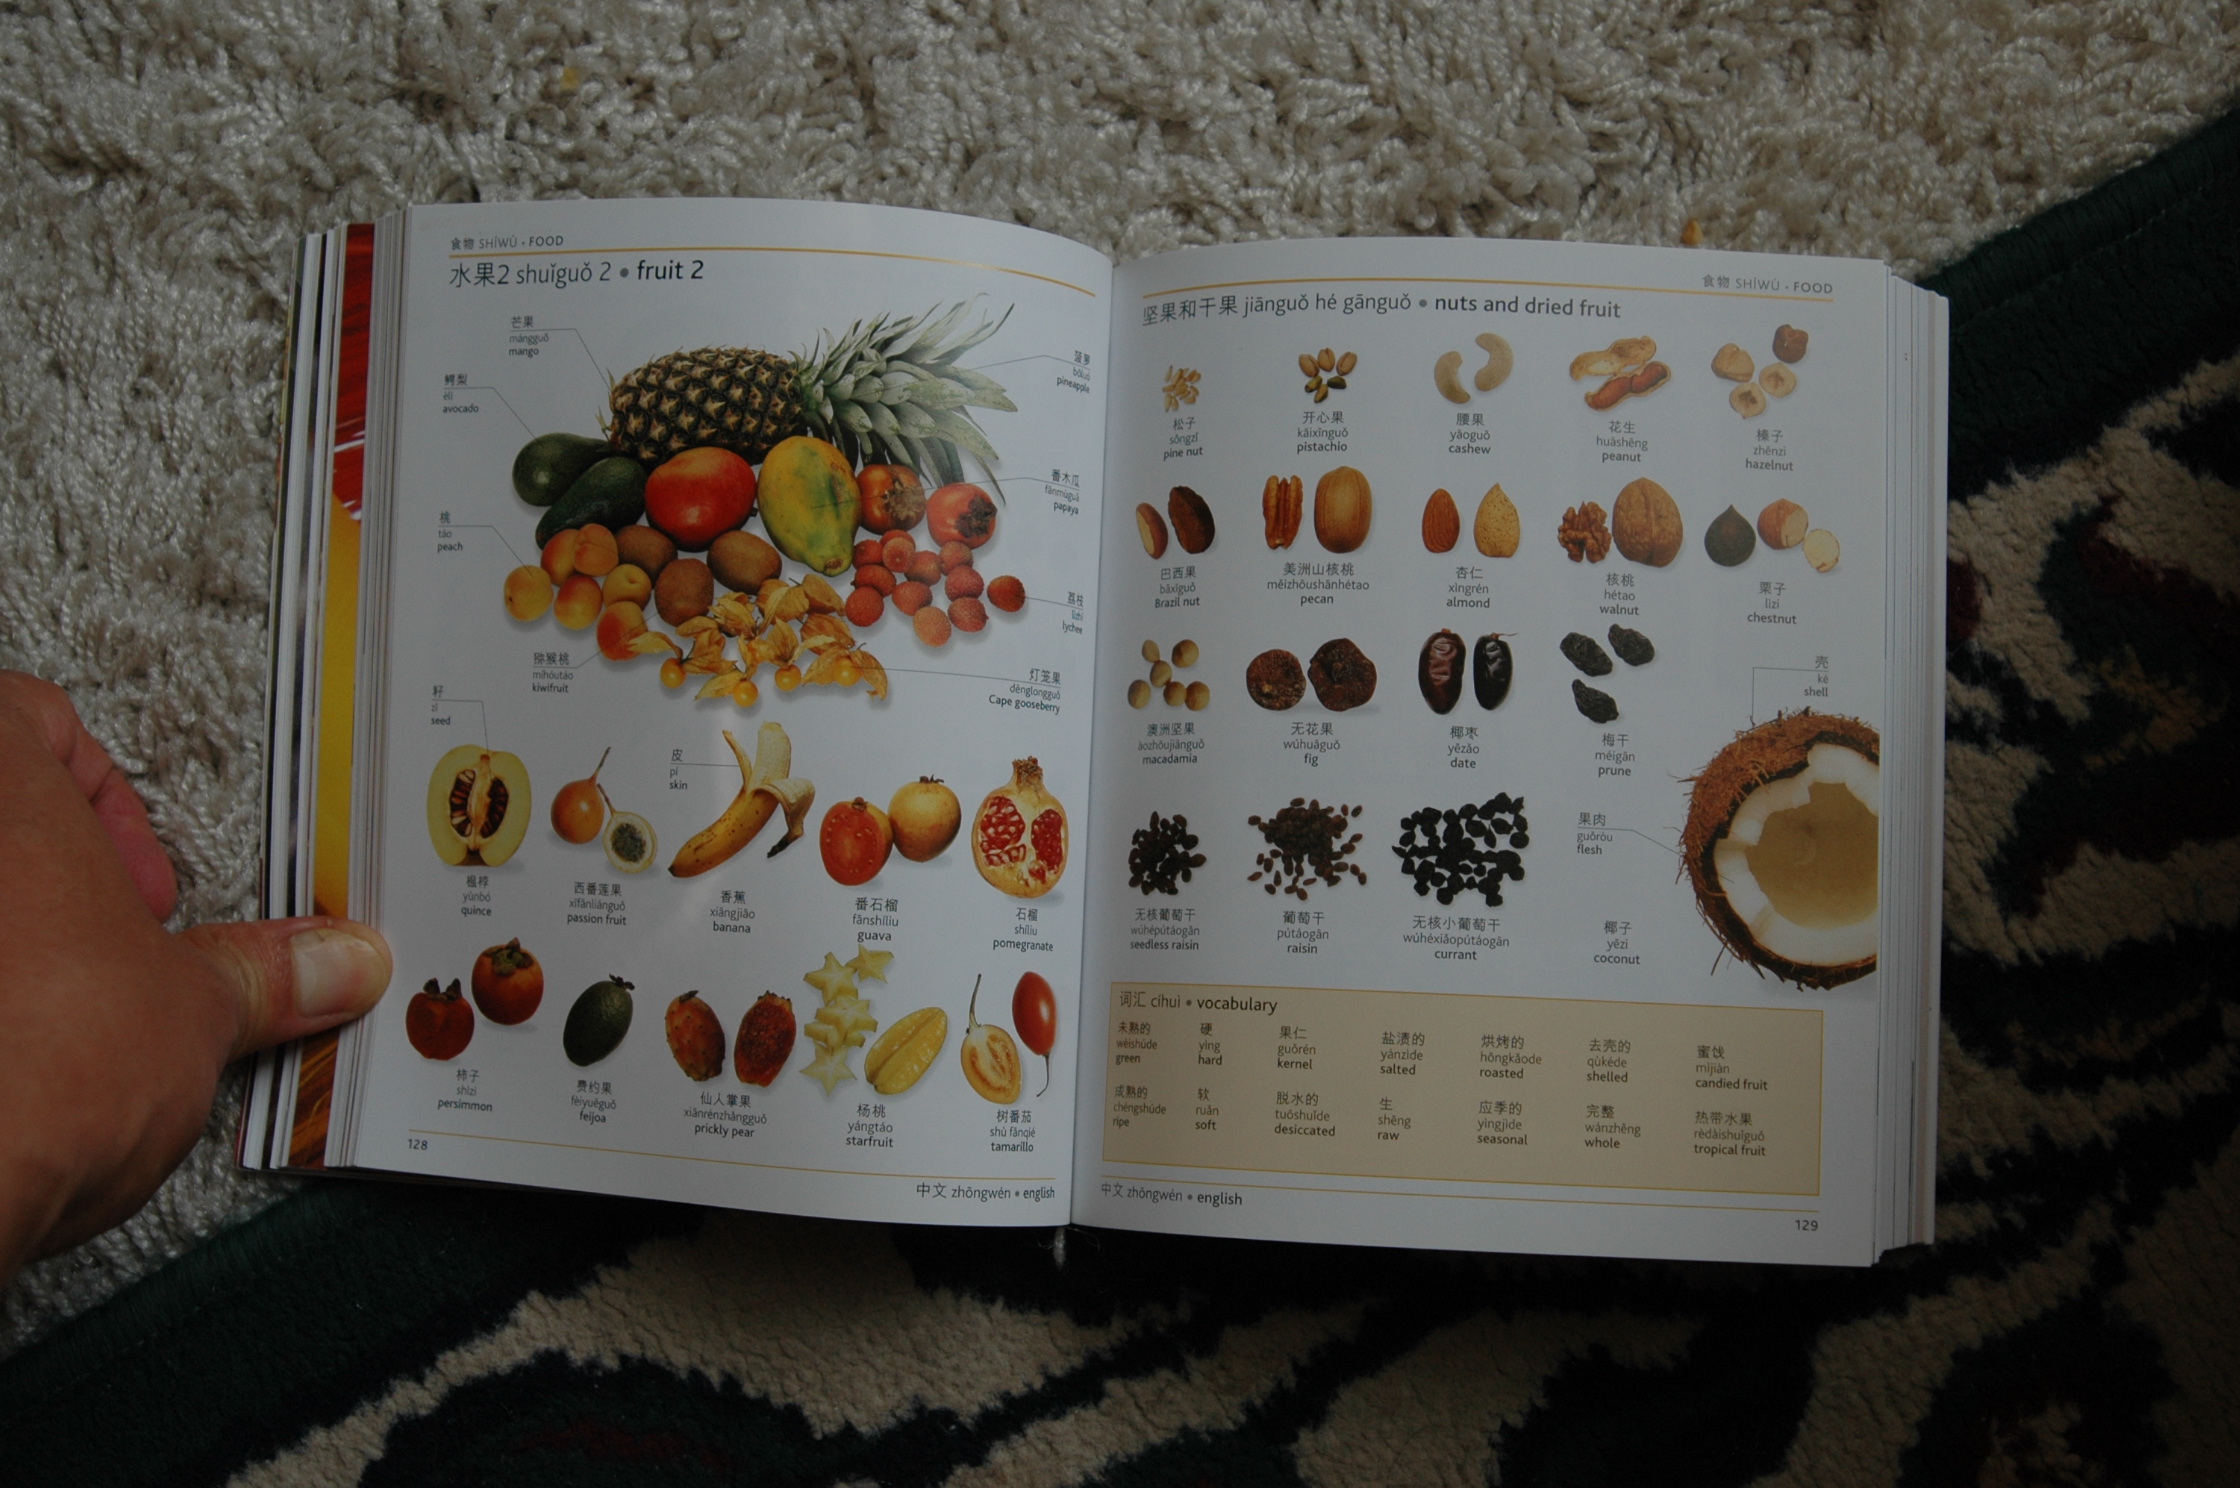 食物 SHÍWÙ • FOOD
水果2 shuǐguǒ 2 • fruit 2
芒果
mángguǒ
mango
鳄梨
èlí
avocado
桃
táo
peach
猕猴桃
míhóutáo
kiwifruit
菠萝
bōluó
pineapple
番木瓜
fānmùguā
papaya
荔枝
lìzhī
lychee
灯笼果
dēnglongguǒ
Cape gooseberry
籽
zǐ
seed
皮
pí
skin
榅桲
yùnbó
quince
西番莲果
xīfānliánguǒ
passion fruit
香蕉
xiāngjiāo
banana
番石榴
fānshíliu
guava
石榴
shíliu
pomegranate
柿子
shìzi
persimmon
费约果
fèiyuēguǒ
feijoa
仙人掌果
xiānrénzhǎngguǒ
prickly pear
杨桃
yángtáo
starfruit
树番茄
shù fānqié
tamarillo
128
中文 zhōngwén • english
食物 SHÍWÙ • FOOD
坚果和干果 jiānguǒ hé gānguǒ • nuts and dried fruit
松子
sōngzǐ
pine nut
开心果
kāixīnguǒ
pistachio
腰果
yāoguǒ
cashew
花生
huāshēng
peanut
榛子
zhēnzi
hazelnut
巴西果
bāxīguǒ
Brazil nut
美洲山核桃
měizhōushānhétao
pecan
杏仁
xìngrén
almond
核桃
hétao
walnut
栗子
lìzi
chestnut
澳洲坚果
àozhōujiānguǒ
macadamia
无花果
wúhuāguǒ
fig
椰枣
yēzǎo
date
梅干
méigān
prune
壳
ké
shell
果肉
guǒròu
flesh
无核葡萄干
wúhépútáogān
seedless raisin
葡萄干
pútáogān
raisin
无核小葡萄干
wúhéxiǎopútáogān
currant
椰子
yēzi
coconut
词汇 cíhuì • vocabulary
未熟的
wèishúde
green
硬
yìng
hard
果仁
guǒrén
kernel
盐渍的
yánzìde
salted
烘烤的
hōngkǎode
roasted
去壳的
qùkéde
shelled
蜜饯
mìjiàn
candied fruit
成熟的
chéngshúde
ripe
软
ruǎn
soft
脱水的
tuōshuǐde
desiccated
生
shēng
raw
应季的
yìngjìde
seasonal
完整
wánzhěng
whole
热带水果
rèdàishuǐguǒ
tropical fruit
中文 zhōngwén • english
129